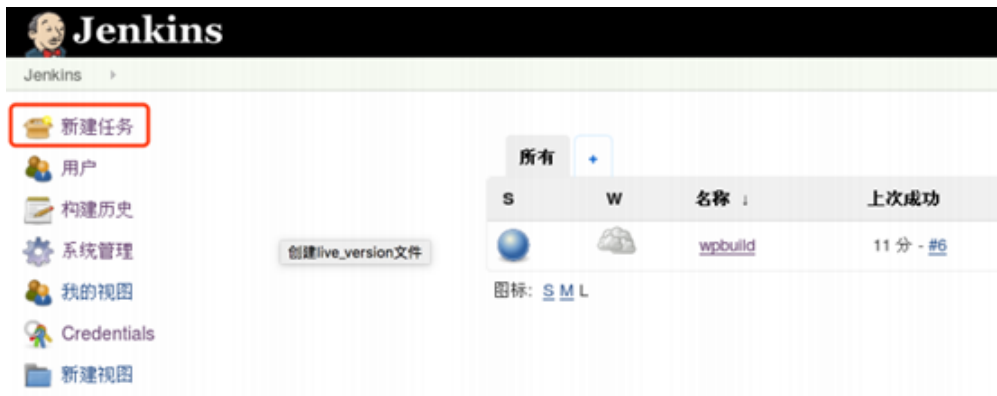 Jenkins
Jenkins
新建任务
用户
构建历史
系统管理
我的视图
Credentials
新建视图
创建live_version文件
所有 +
S W 名称 ↓ 上次成功
wpbuild 11 分 - #6
图标: S M L